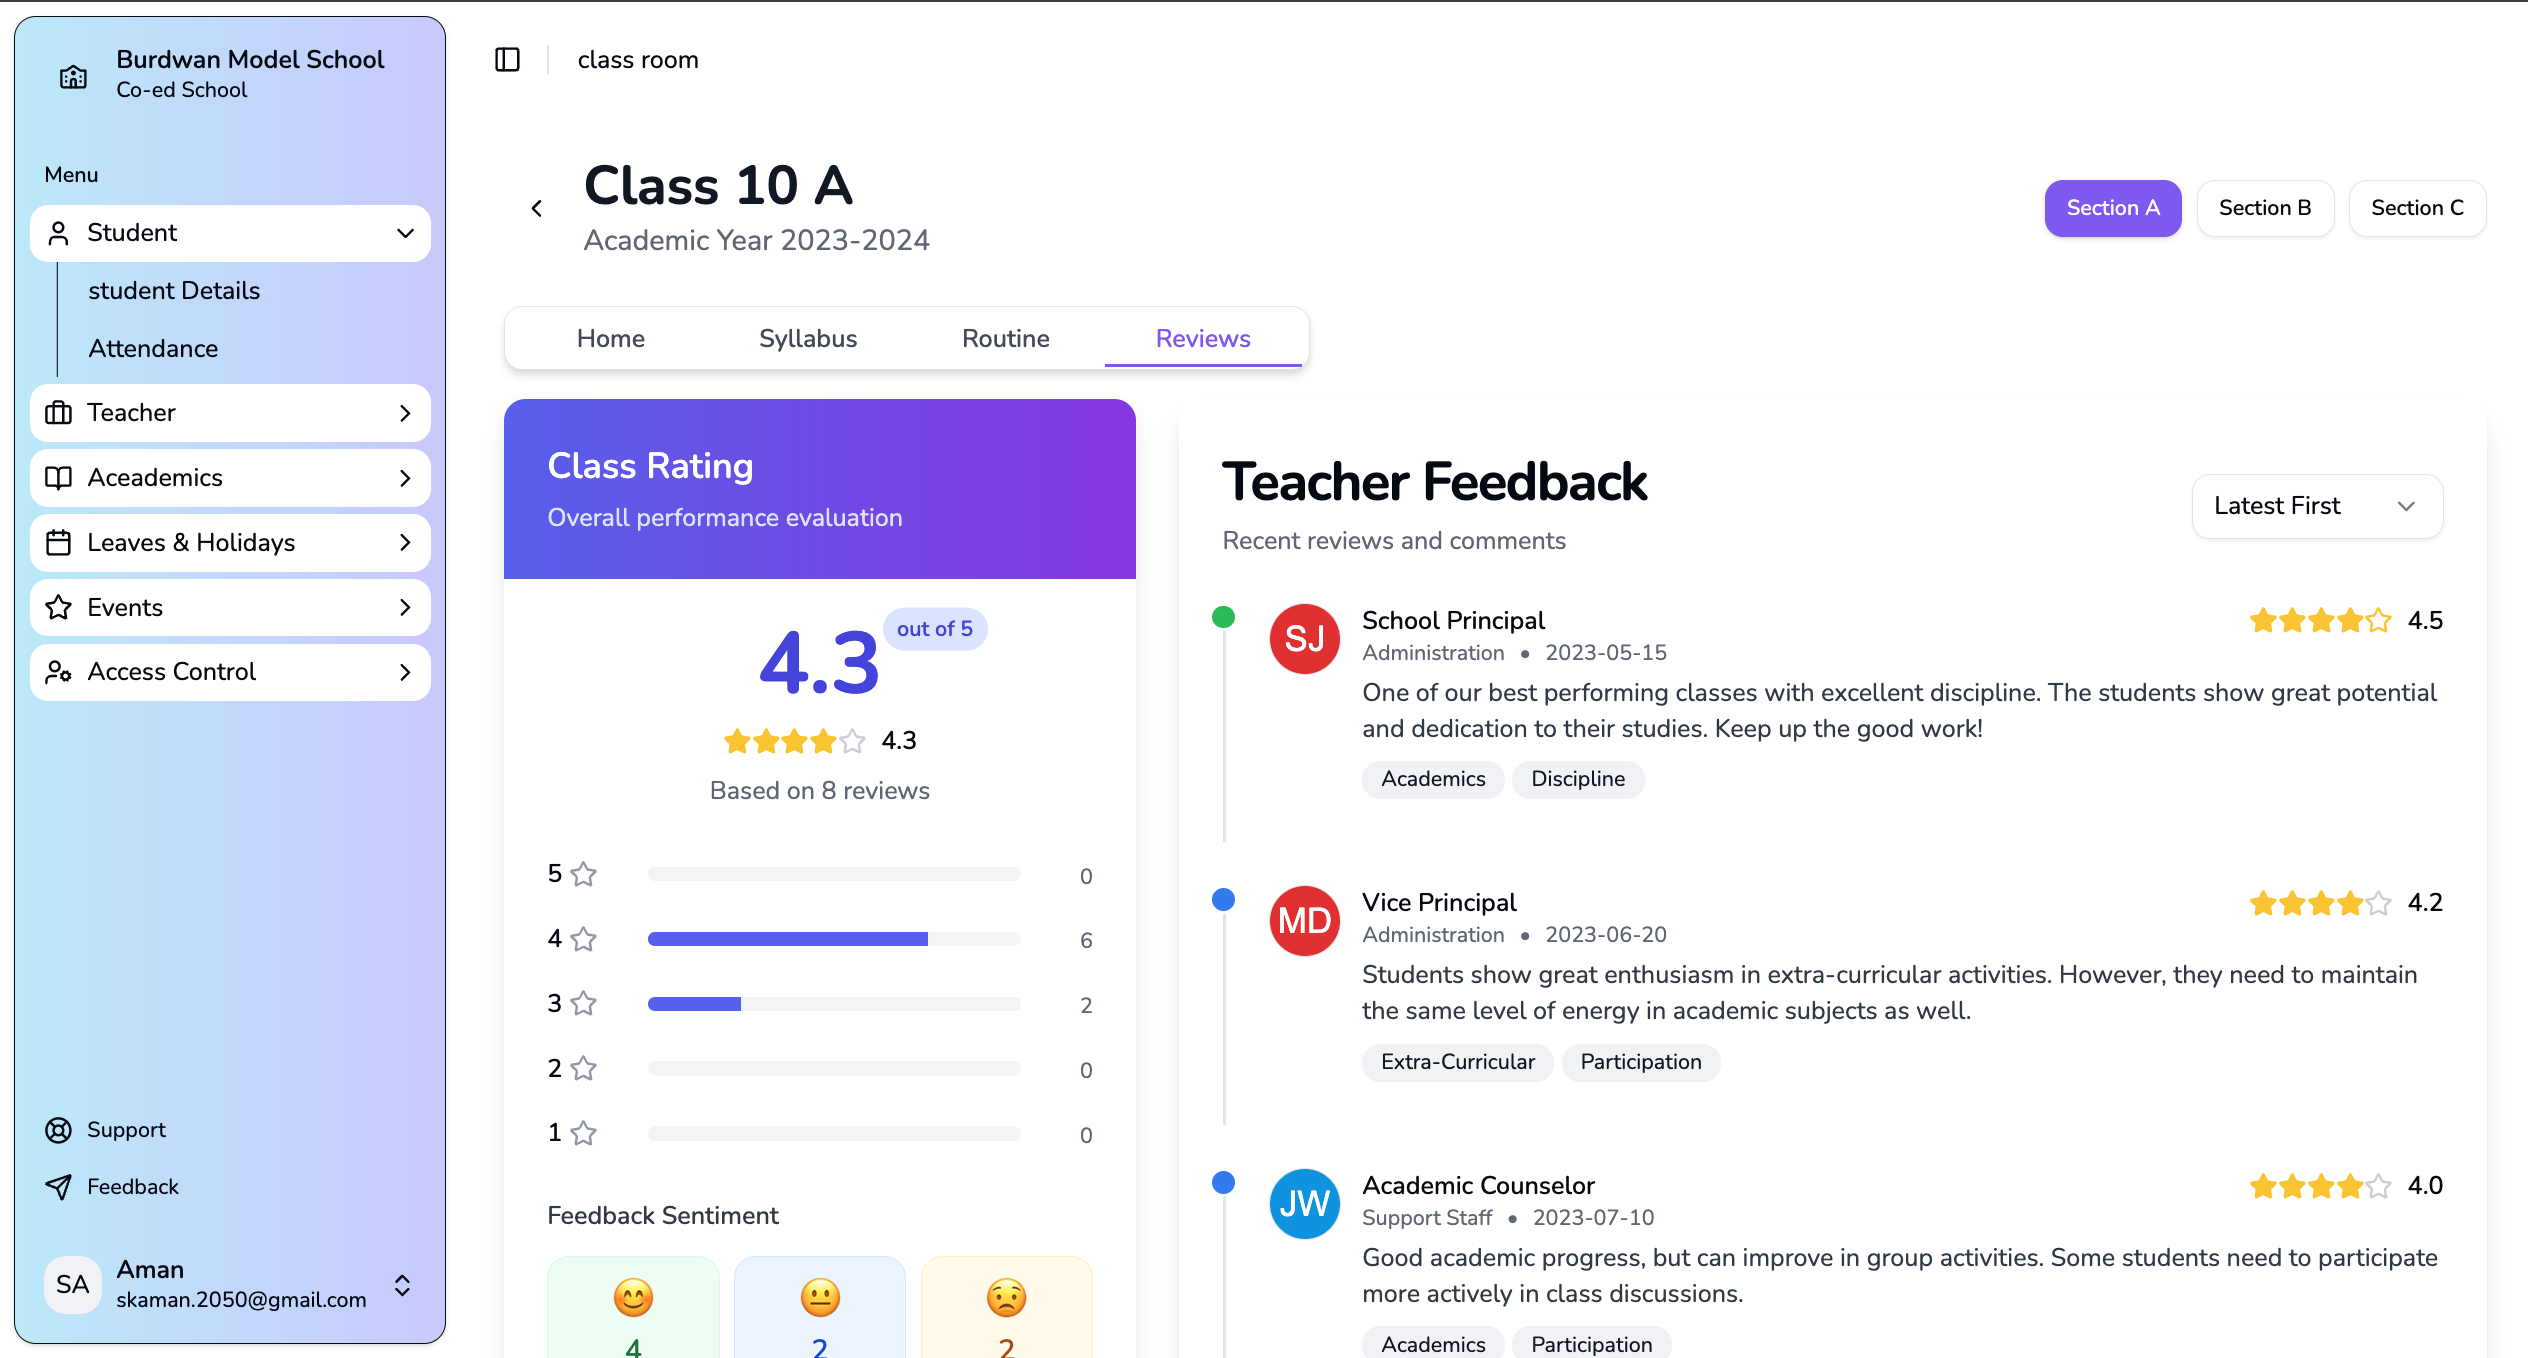 Burdwan Model School
Co-ed School
Menu
Student
student Details
Attendance
Teacher
Aceademics
Leaves & Holidays
Events
Access Control
Support
Feedback
SA
Aman
skaman.2050@gmail.com
class room
Class 10 A
Academic Year 2023-2024
Section A
Section B
Section C
Home
Syllabus
Routine
Reviews
Class Rating
Overall performance evaluation
4.3
out of 5
4.3
Based on 8 reviews
5 0
4 6
3 2
2 0
1 0
Feedback Sentiment
4
2
2
Teacher Feedback
Recent reviews and comments
Latest First
SJ
School Principal
4.5
Administration • 2023-05-15
One of our best performing classes with excellent discipline. The students show great potential
and dedication to their studies. Keep up the good work!
Academics
Discipline
MD
Vice Principal
4.2
Administration • 2023-06-20
Students show great enthusiasm in extra-curricular activities. However, they need to maintain
the same level of energy in academic subjects as well.
Extra-Curricular
Participation
JW
Academic Counselor
4.0
Support Staff • 2023-07-10
Good academic progress, but can improve in group activities. Some students need to participate
more actively in class discussions.
Academics
Participation